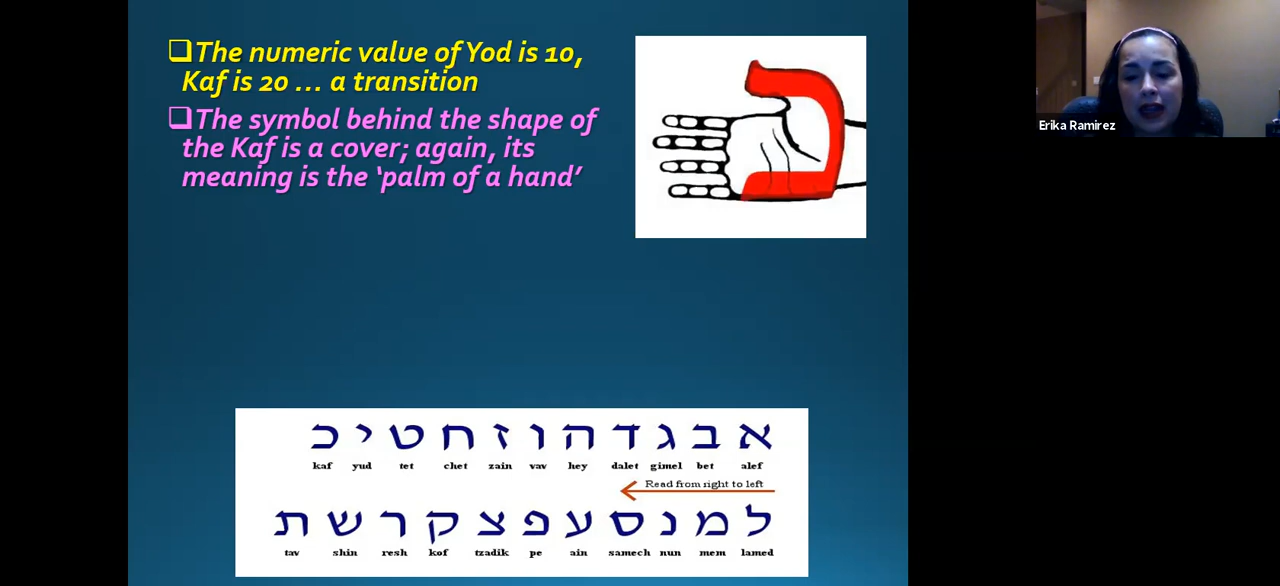 ❑The numeric value of Yod is 10,
Kaf is 20 ... a transition
❑The symbol behind the shape of
the Kaf is a cover; again, its
meaning is the ‘palm of a hand’
Erika Ramirez
א ב ג ד ה ו ז ח ט י כ
kaf yud tet chet zain vav hey dalet gimel bet alef
Read from right to left
ל מ נ ס ע פ צ ק ר ש ת
tav shin resh kof tzadik pe ain samech nun mem lamed